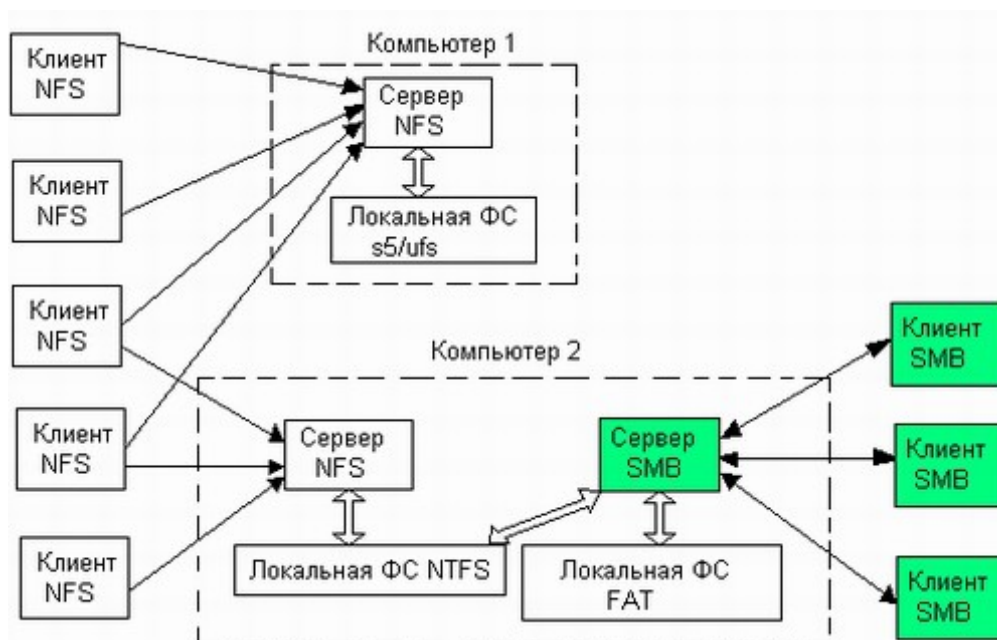 Компьютер 1
Клиент
NFS
Сервер
NFS
Клиент
NFS
Локальная ФС
s5/ufs
Клиент
NFS
Клиент
SMB
Компьютер 2
Клиент
NFS
Сервер
NFS
Сервер
SMB
Клиент
SMB
Клиент
NFS
Локальная ФС NTFS
Локальная ФС
FAT
Клиент
SMB